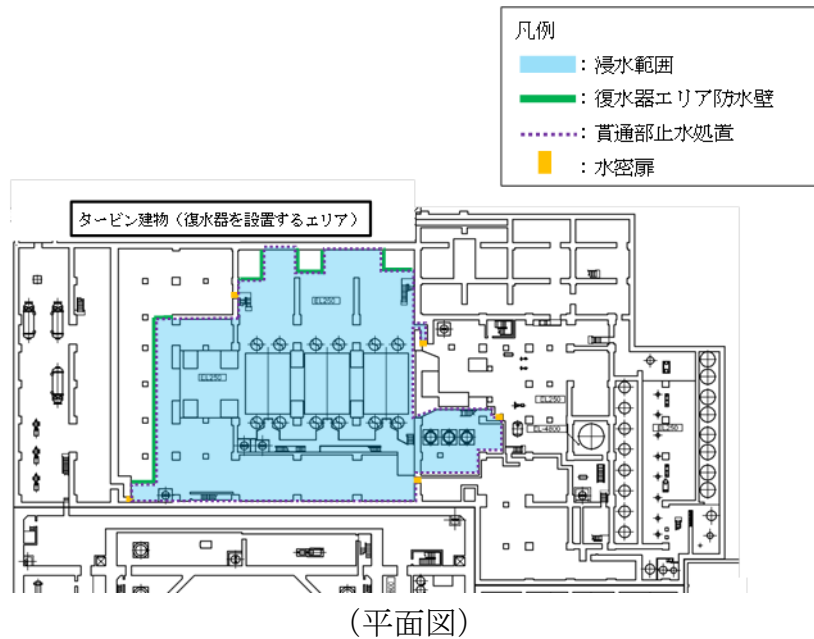 凡例
：浸水範囲
：復水器エリア防水壁
：貫通部止水処置
：水密扉
タービン建物（復水器を設置するエリア）
EL250
EL250
EL250
EL-4800
EL250
（平面図）